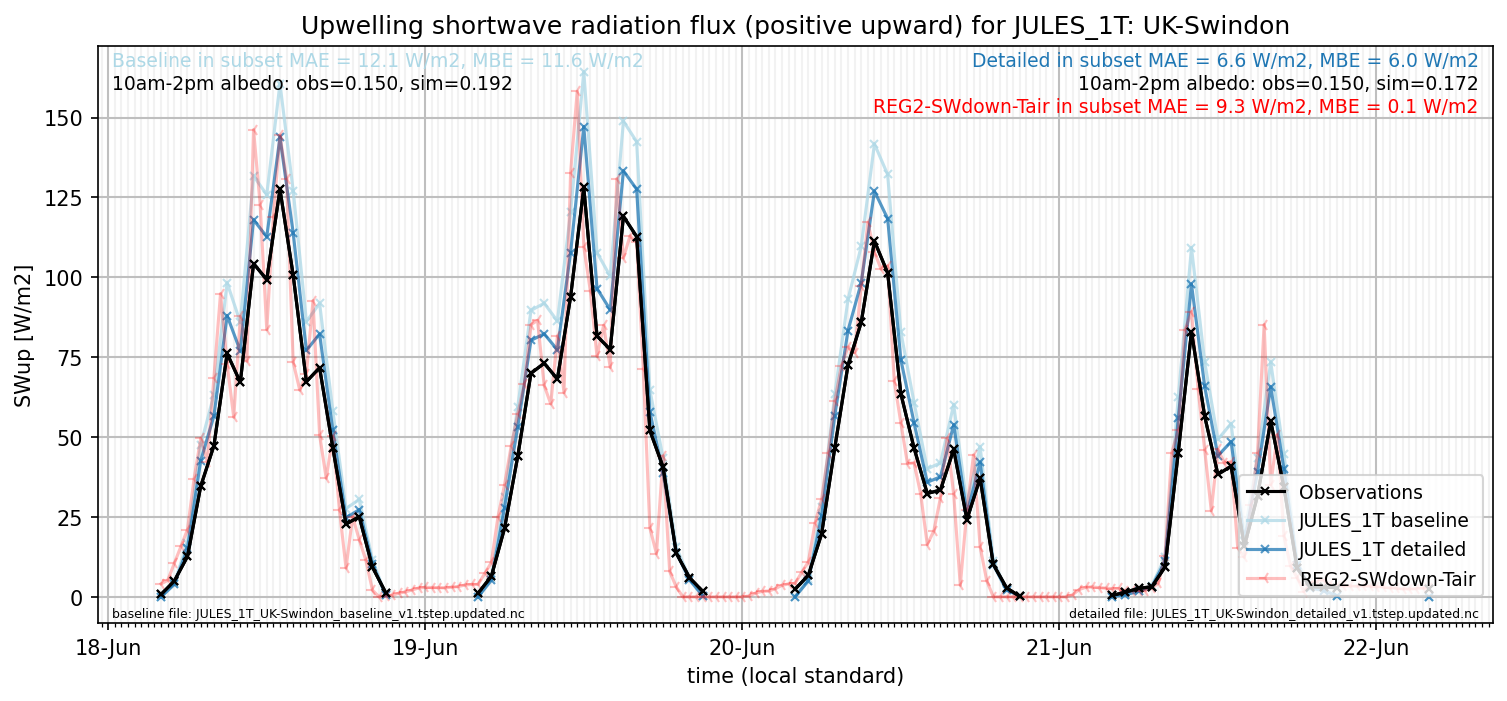 Upwelling shortwave radiation flux (positive upward) for JULES_1T: UK-Swindon
Baseline in subset MAE = 12.1 W/m2, MBE = 11.6 W/m2
10am-2pm albedo: obs=0.150, sim=0.192
Detailed in subset MAE = 6.6 W/m2, MBE = 6.0 W/m2
10am-2pm albedo: obs=0.150, sim=0.172
REG2-SWdown-Tair in subset MAE = 9.3 W/m2, MBE = 0.1 W/m2
SWup [W/m2]
150
125
100
75
50
25
0
Observations
JULES_1T baseline
JULES_1T detailed
REG2-SWdown-Tair
baseline file: JULES_1T_UK-Swindon_baseline_v1.tstep.updated.nc
detailed file: JULES_1T_UK-Swindon_detailed_v1.tstep.updated.nc
18-Jun 19-Jun 20-Jun 21-Jun 22-Jun
time (local standard)